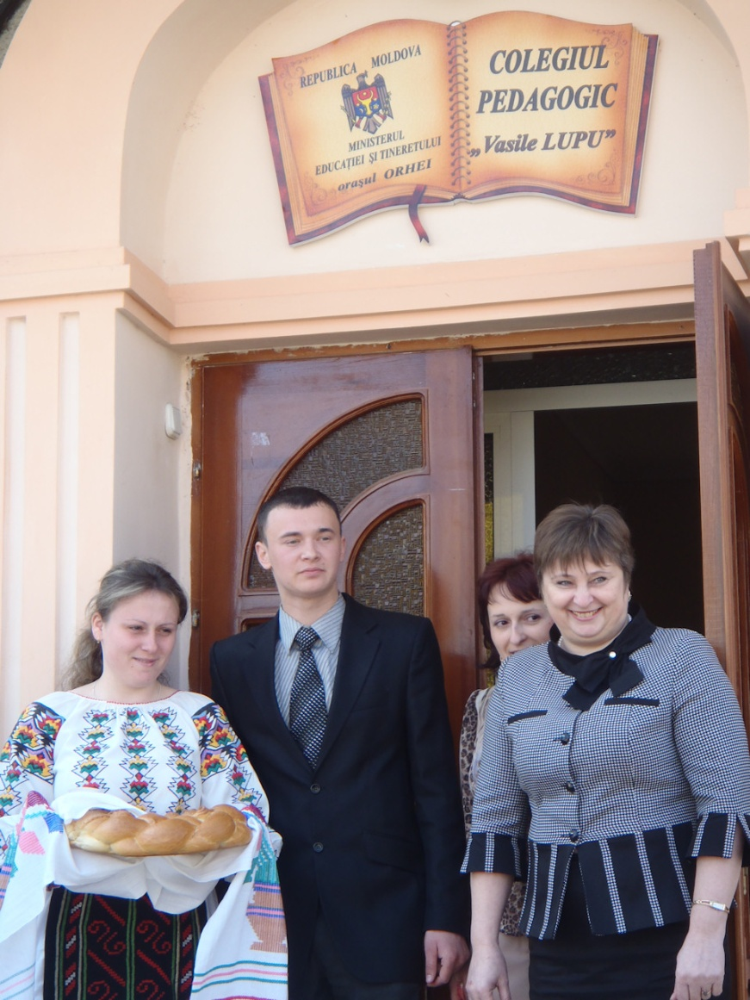 REPUBLICA MOLDOVA
MINISTERUL
EDUCAȚIEI ȘI TINERETULUI
orașul ORHEI
COLEGIUL
PEDAGOGIC
„Vasile LUPU”